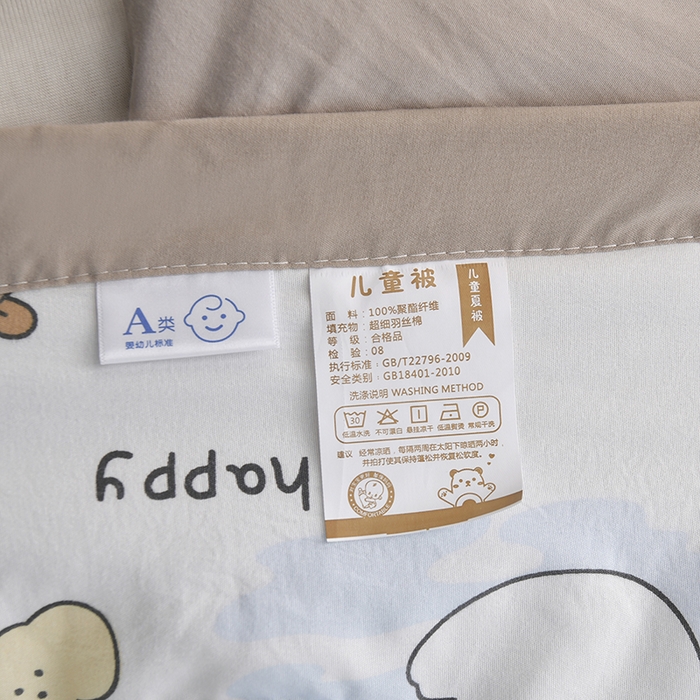 A类
婴幼儿标准
儿童被
儿童夏被
面 料：100%聚酯纤维
填充物：超细羽丝棉
等 级：合格品
检 验：08
执行标准：GB/T22796-2009
安全类别：GB18401-2010
洗涤说明 WASHING METHOD
30
P
低温水洗 不可漂白 悬挂凉干 低温熨烫 常规干洗
建议 经常凉晒，每隔两周在太阳下晾晒两小时，
并拍打使其保持蓬松并恢复松软度。
COMFORTABLE
happy